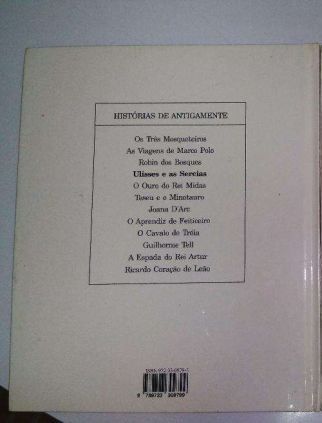 HISTÓRIAS DE ANTIGAMENTE
Os Três Mosqueteiros
As Viagens de Marco Polo
Robin dos Bosques
Ulisses e as Sereias
O Ouro do Rei Midas
Teseu e o Minotauro
Joana D'Arc
O Aprendiz de Feiticeiro
O Cavalo de Tróia
Guilherme Tell
A Espada do Rei Artur
Ricardo Coração de Leão